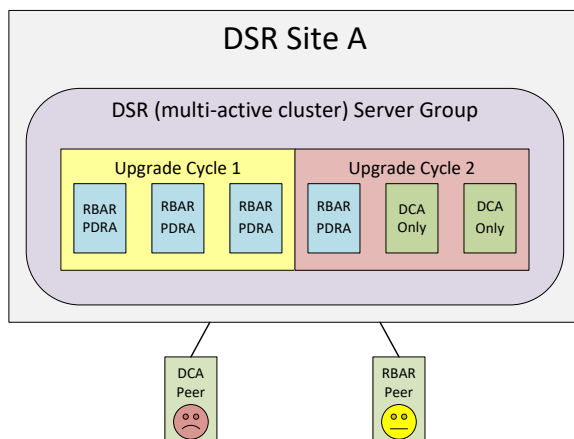 DSR Site A
DSR (multi-active cluster) Server Group
Upgrade Cycle 1
Upgrade Cycle 2
RBAR
PDRA
RBAR
PDRA
RBAR
PDRA
RBAR
PDRA
DCA
Only
DCA
Only
DCA
Peer
RBAR
Peer